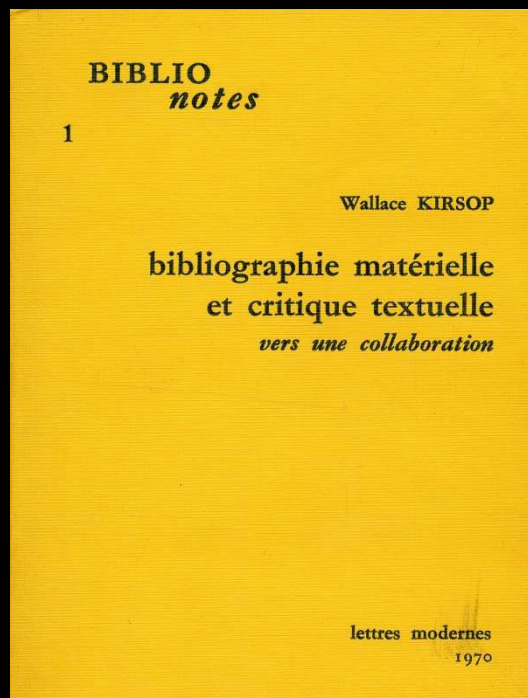 BIBLIO
notes
1
Wallace KIRSOP
bibliographie matérielle
et critique textuelle
vers une collaboration
lettres modernes
1970